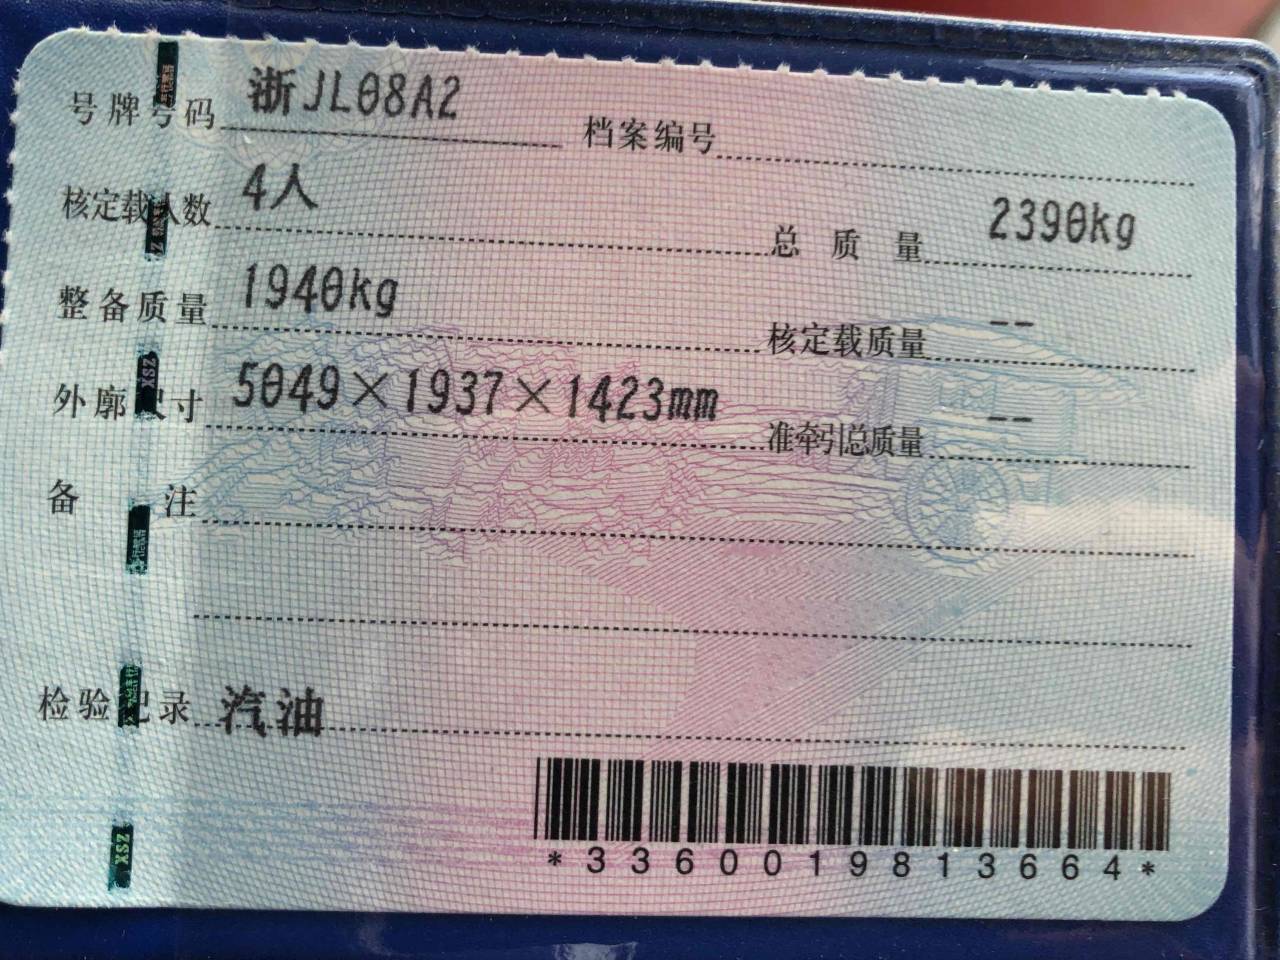 号牌号码 浙JL08A2 档案编号
核定载人数 4人 总质量 2390kg
整备质量 1940kg 核定载质量 --
外廓尺寸 5049×1937×1423mm 准牵引总质量 --
备注
检验记录 汽油
*3360019813664*
ZSX
ZSX